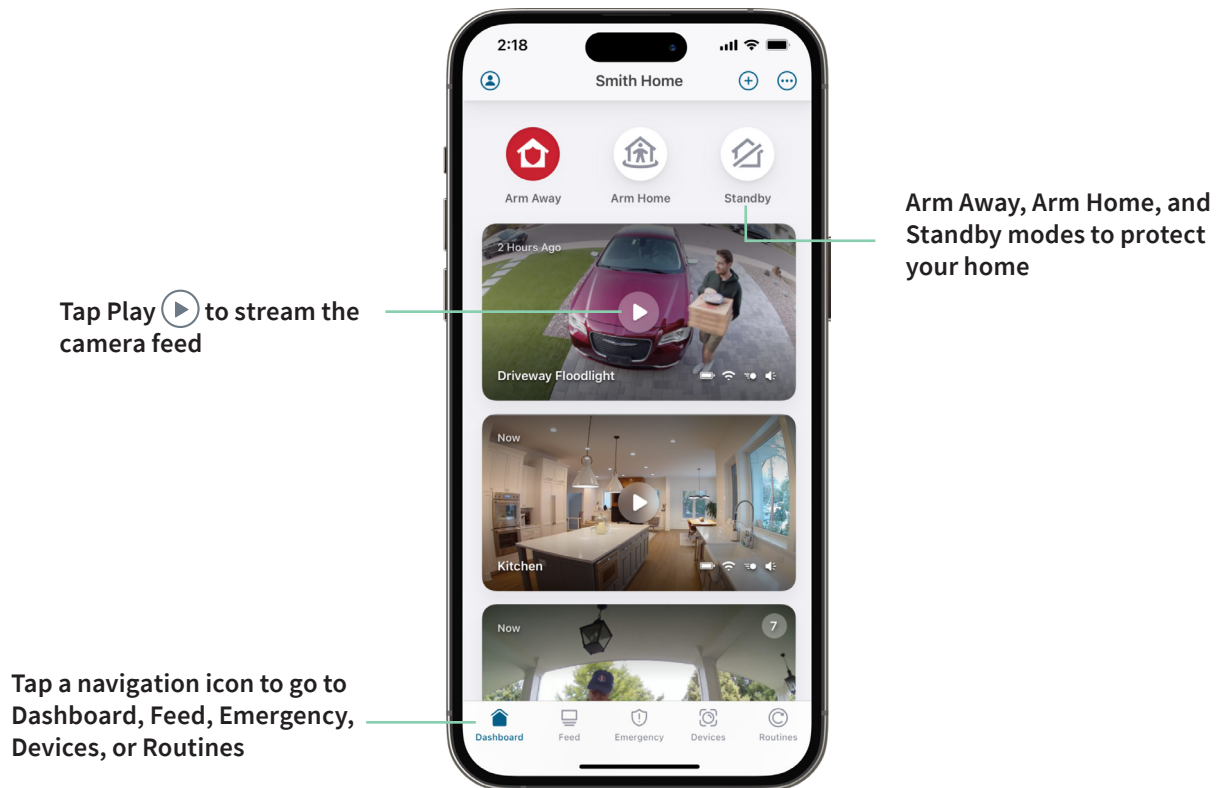 2:18
Smith Home
Arm Away
Arm Home
Standby
Arm Away, Arm Home, and
Standby modes to protect
your home
2 Hours Ago
Tap Play to stream the
camera feed
Driveway Floodlight
Now
Kitchen
Now
7
Tap a navigation icon to go to
Dashboard, Feed, Emergency,
Devices, or Routines
Dashboard
Feed
Emergency
Devices
Routines